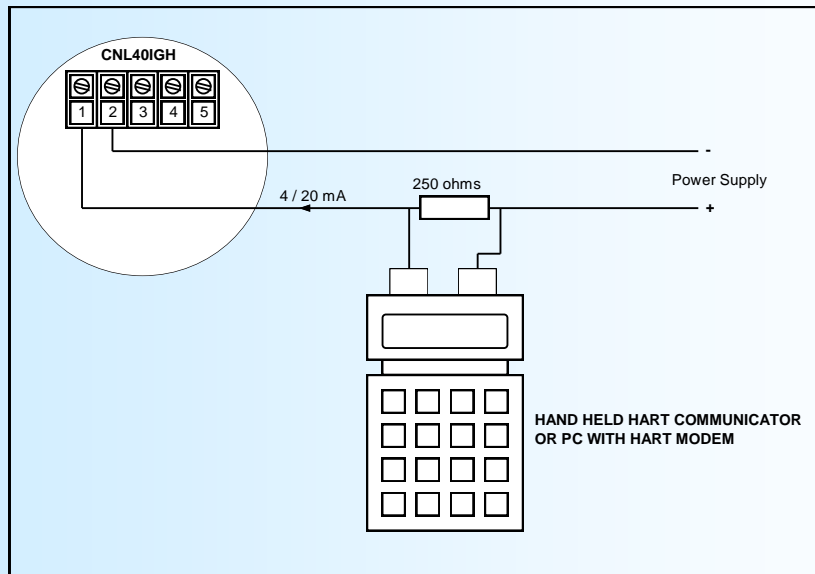 CNL40IGH
1 2 3 4 5
-
250 ohms
Power Supply
4 / 20 mA
+
HAND HELD HART COMMUNICATOR
OR PC WITH HART MODEM